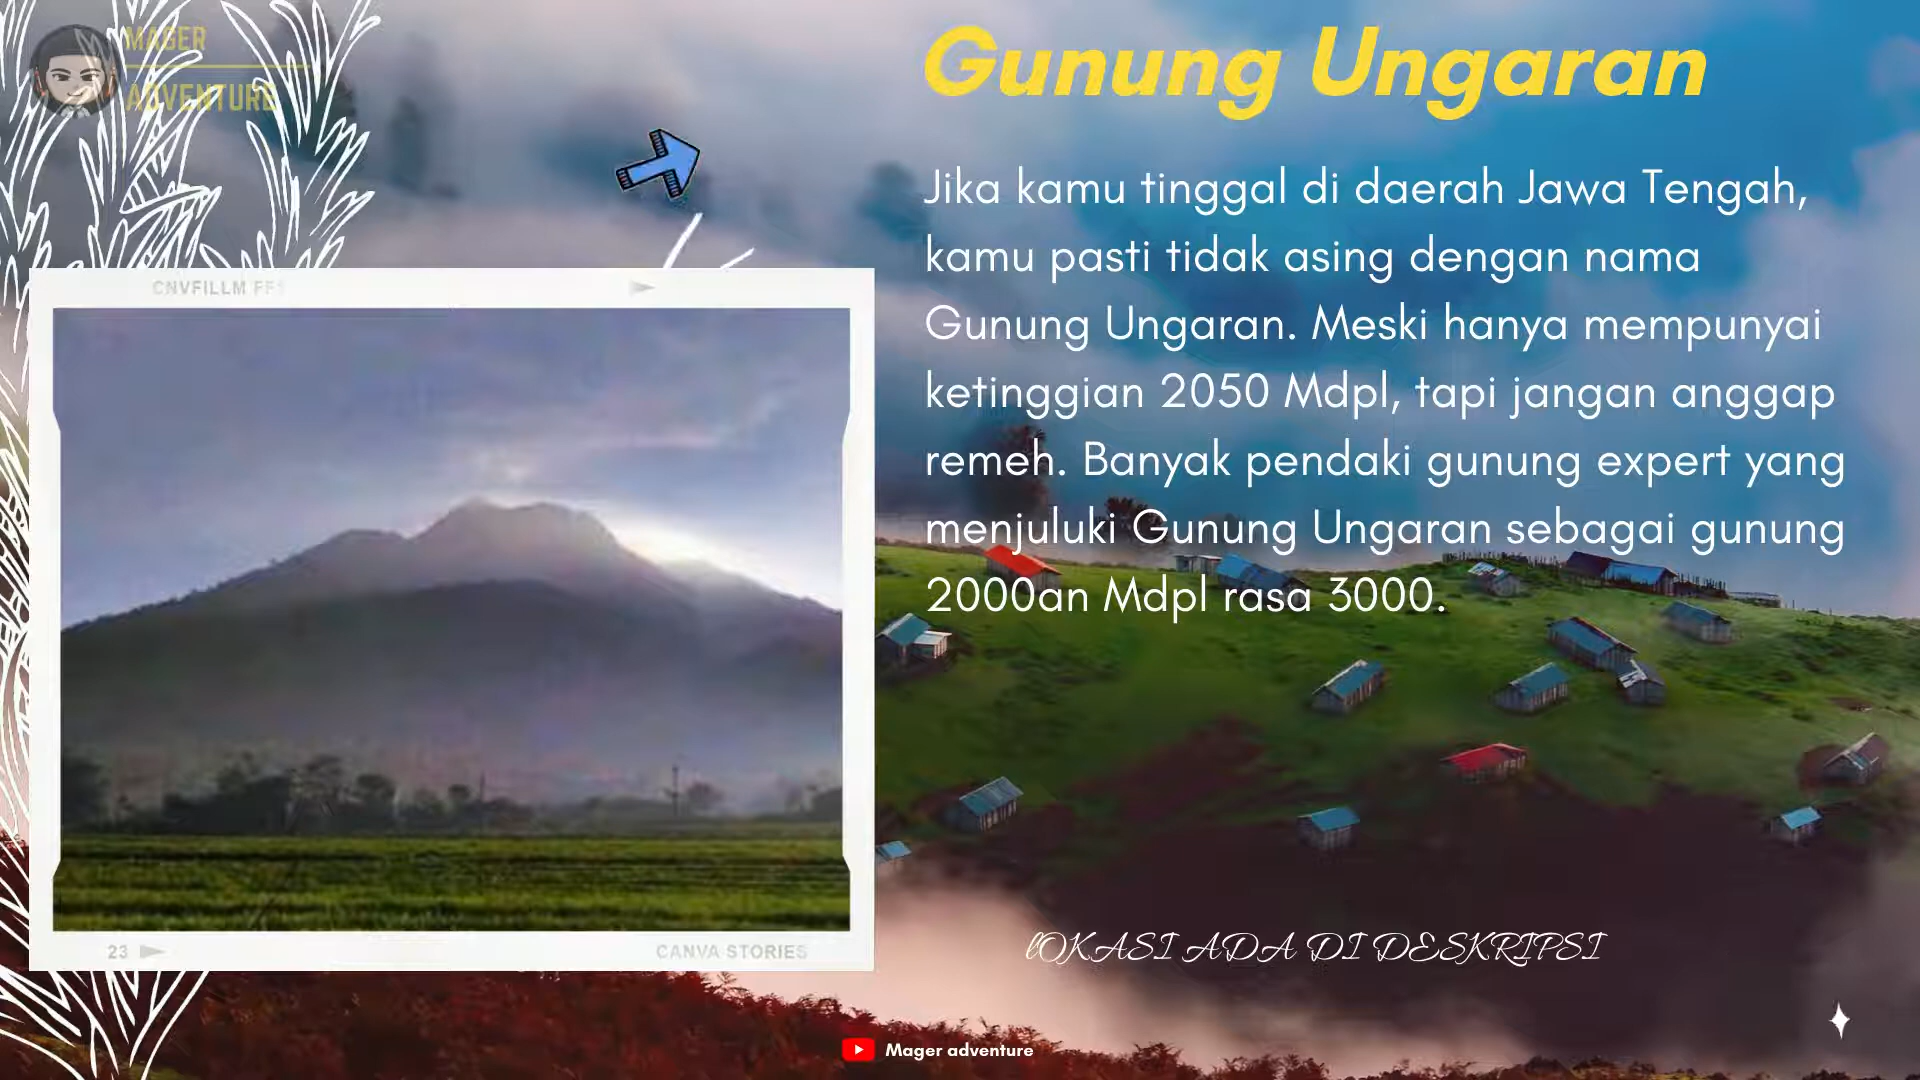 MAGER
ADVENTURE
Gunung Ungaran
Jika kamu tinggal di daerah Jawa Tengah,
kamu pasti tidak asing dengan nama
Gunung Ungaran. Meski hanya mempunyai
ketinggian 2050 Mdpl, tapi jangan anggap
remeh. Banyak pendaki gunung expert yang
menjuluki Gunung Ungaran sebagai gunung
2000an Mdpl rasa 3000.
CNVFILLM
23
CANVA STORIES
lOKASI ADA DI DESKRIPSI
Mager adventure